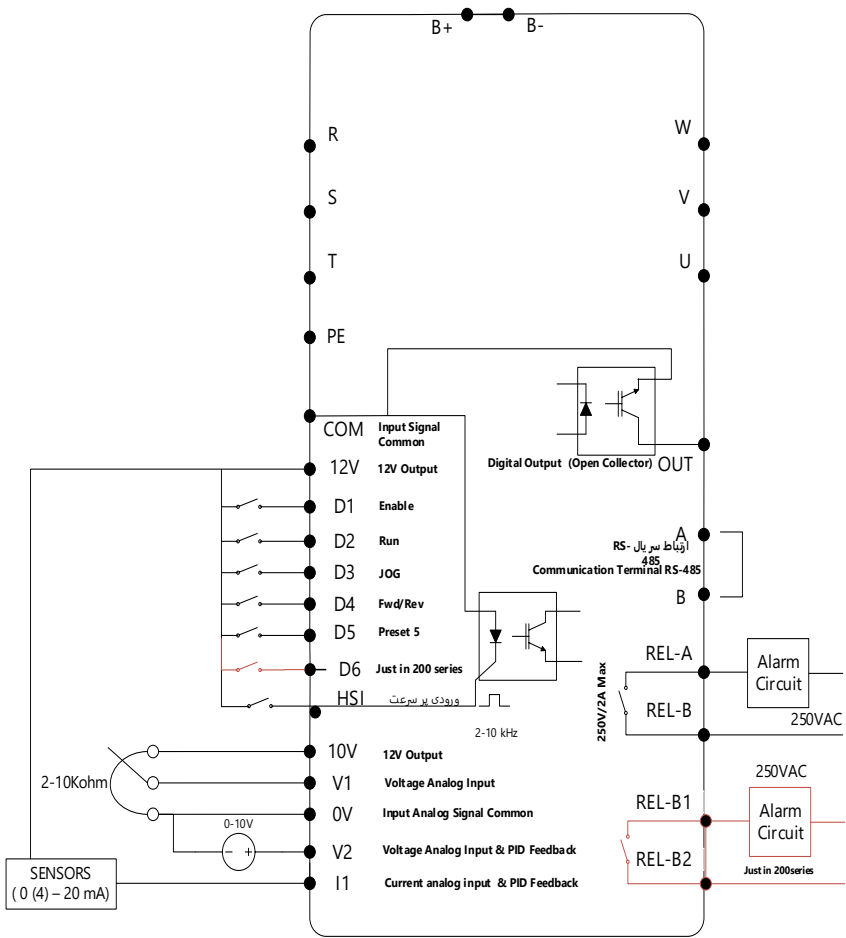 B+ B-
R
W
S
V
T
U
PE
COM Input Signal
Common
12V 12V Output
Digital Output (Open Collector) OUT
D1 Enable
D2 Run
D3 JOG
D4 Fwd/Rev
D5 Preset 5
D6 Just in 200 series
HSI ورودی پر سرعت
2-10 kHz
A
ارتباط سریال RS-
485
Communication Terminal RS-485
B
REL-A
REL-B
250V/2A Max
Alarm
Circuit
250VAC
10V 12V Output
2-10Kohm
V1 Voltage Analog Input
0V Input Analog Signal Common
0-10V
- +
V2 Voltage Analog Input & PID Feedback
SENSORS
( 0 (4) – 20 mA)
I1 Current analog input & PID Feedback
250VAC
REL-B1
REL-B2
Alarm
Circuit
Just in 200series